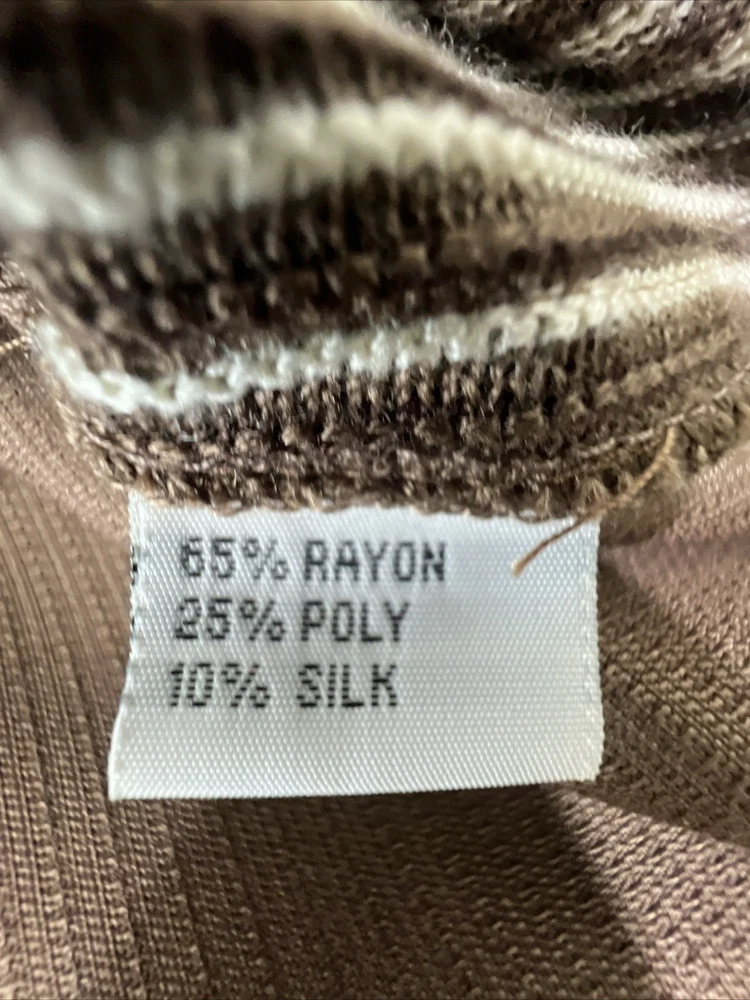 65% RAYON
25% POLY
10% SILK